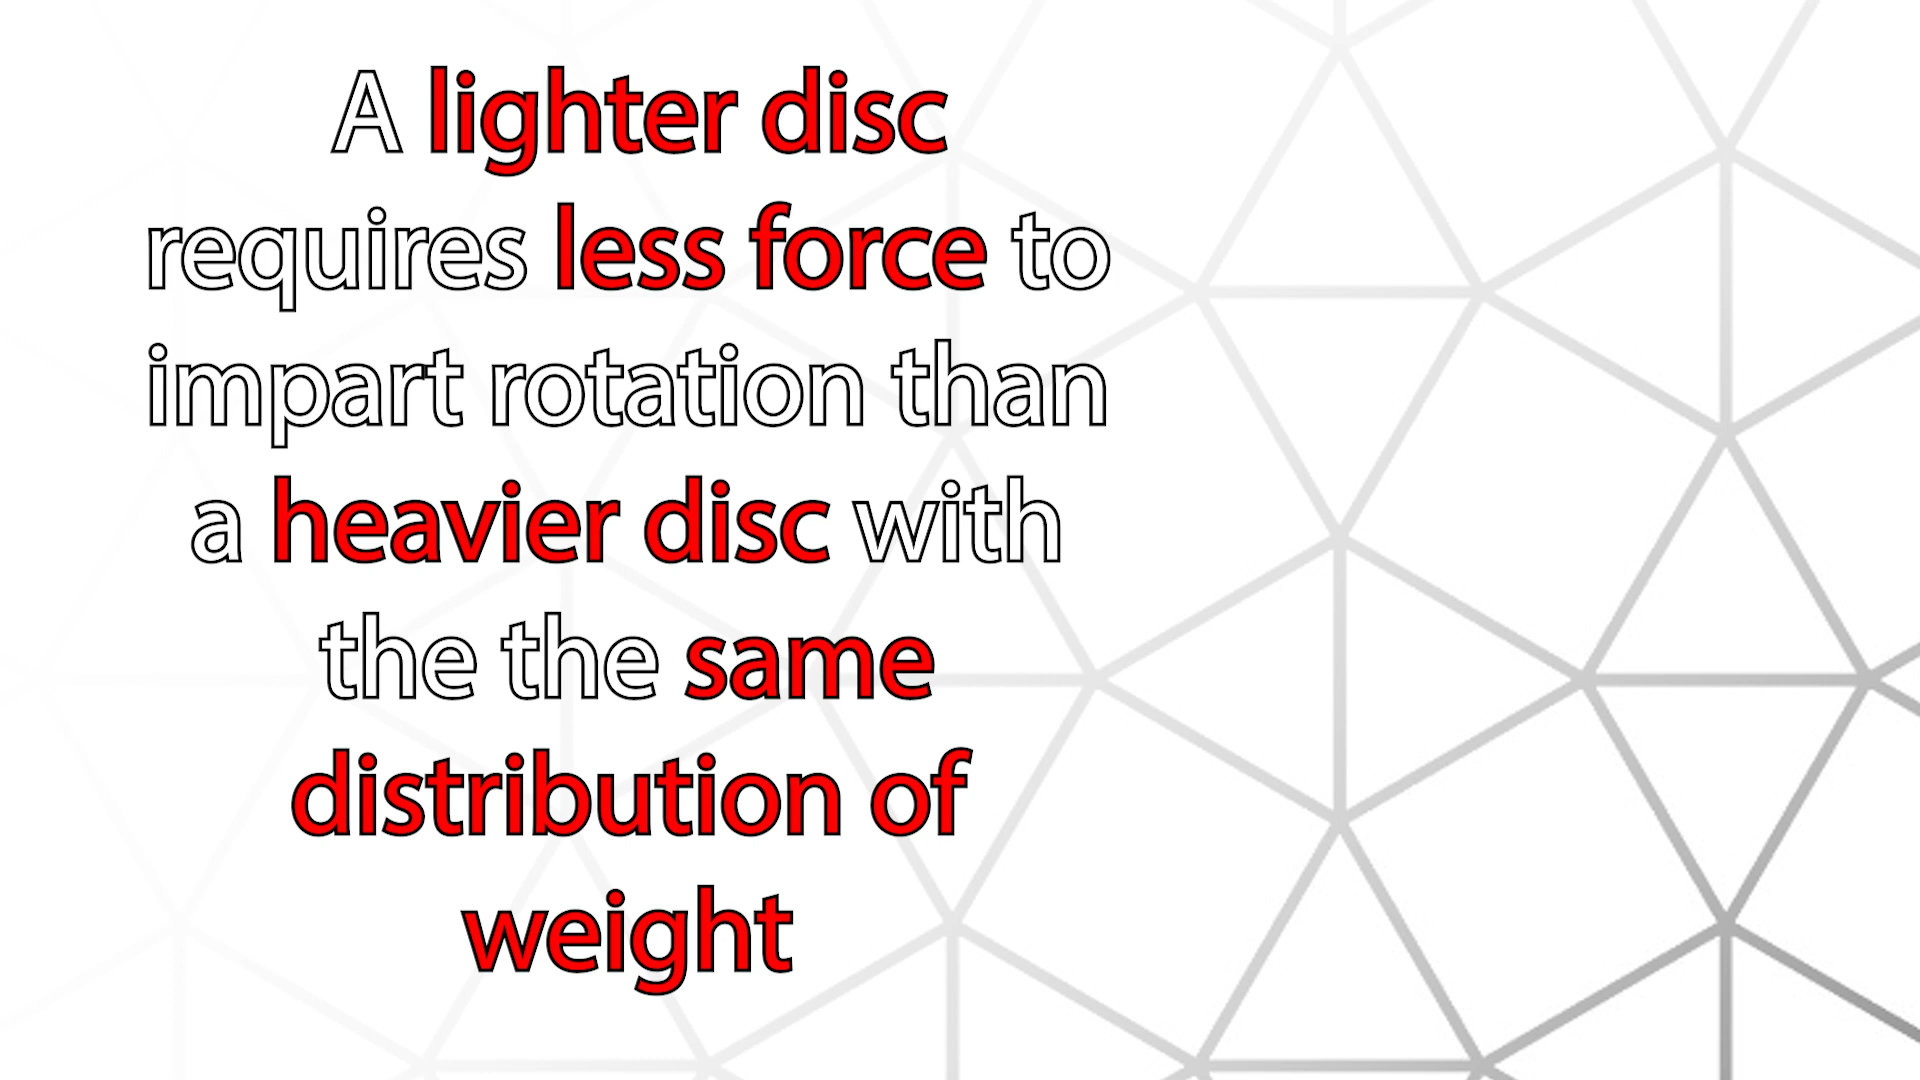 A lighter disc
requires less force to
impart rotation than
a heavier disc with
the the same
distribution of
weight